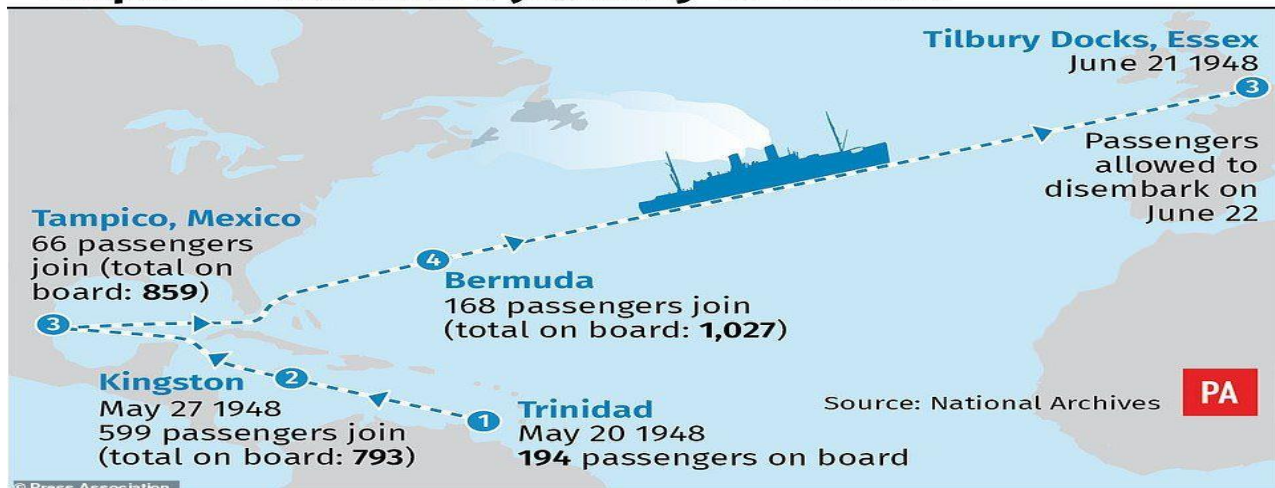 Tilbury Docks, Essex
June 21 1948
3
Passengers
allowed to
disembark on
June 22
Tampico, Mexico
66 passengers
join (total on
board: 859)
3
4
Bermuda
168 passengers join
(total on board: 1,027)
Kingston
2
May 27 1948
599 passengers join
(total on board: 793)
1
Trinidad
May 20 1948
194 passengers on board
Source: National Archives
PA
© Press Association